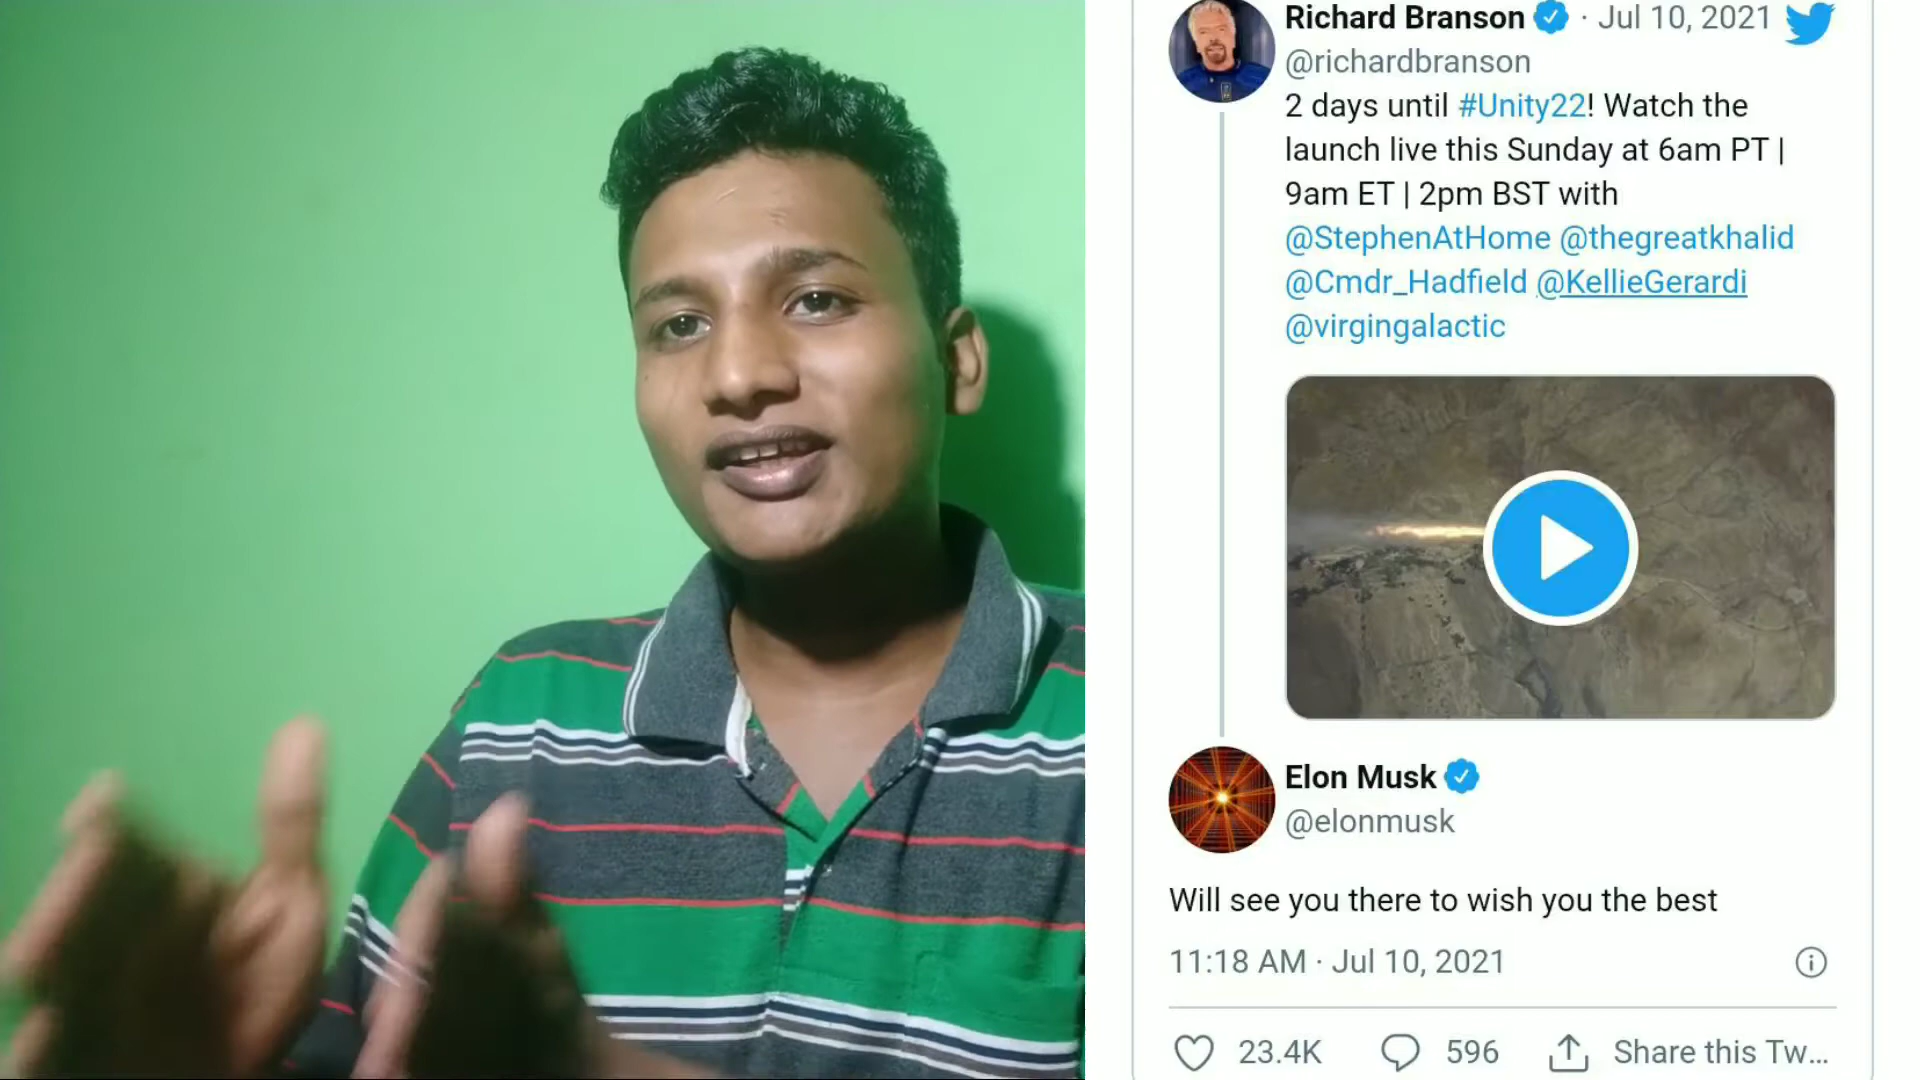 Richard Branson · Jul 10, 2021
@richardbranson
2 days until #Unity22! Watch the
launch live this Sunday at 6am PT |
9am ET | 2pm BST with
@StephenAtHome @thegreatkhalid
@Cmdr_Hadfield @KellieGerardi
@virgingalactic
Elon Musk
@elonmusk
Will see you there to wish you the best
11:18 AM · Jul 10, 2021
23.4K 596 Share this Tw...